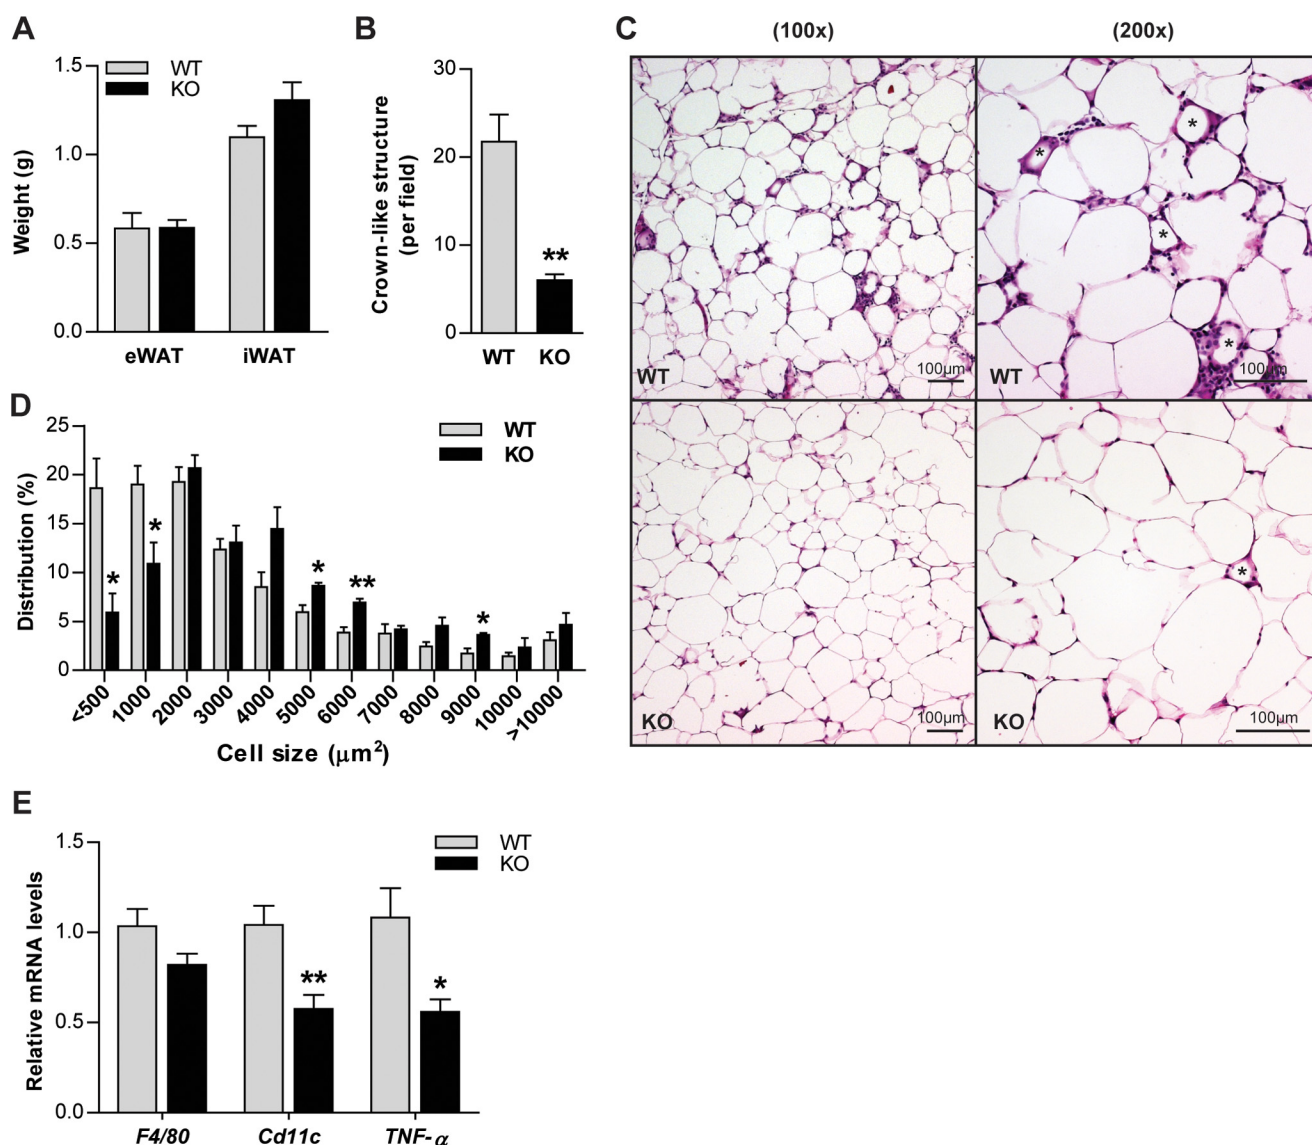 A
WT
KO
Weight (g)
1.5
1.0
0.5
0.0
eWAT
iWAT
B
Crown-like structure
(per field)
30
20
10
0
**
WT
KO
C
(100x)
(200x)
WT
100μm
*
*
*
*
WT
100μm
KO
100μm
*
KO
100μm
D
WT
KO
Distribution (%)
25
20
15
10
5
0
*
*
*
**
*
<500
1000
2000
3000
4000
5000
6000
7000
8000
9000
10000
>10000
Cell size (μm²)
E
WT
KO
Relative mRNA levels
1.5
1.0
0.5
0.0
**
*
F4/80
Cd11c
TNF-α